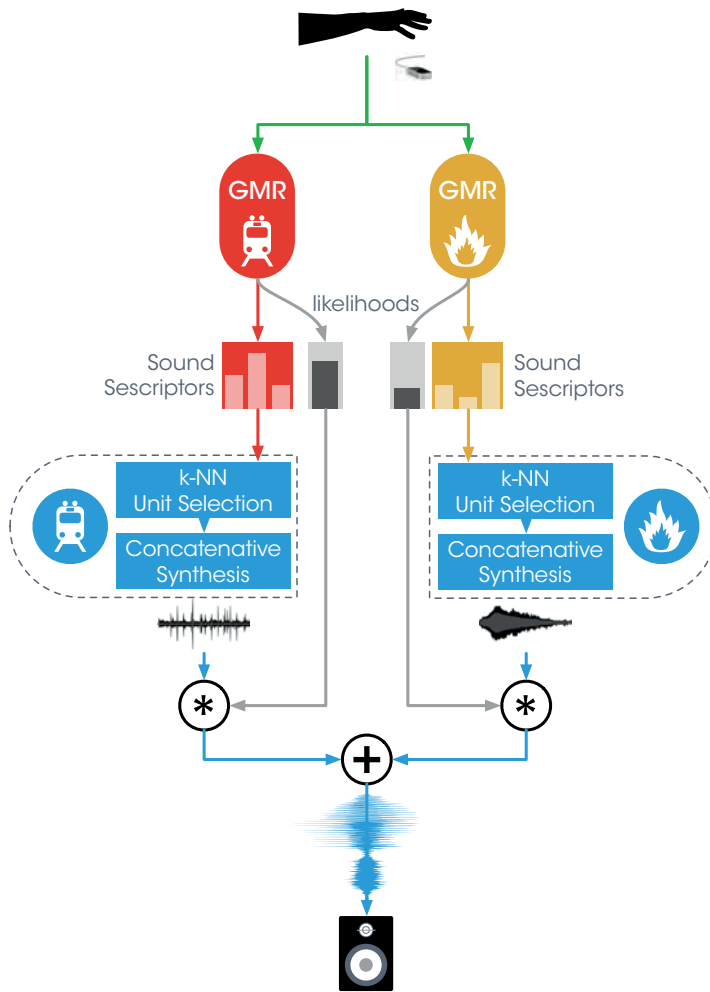 GMR
GMR
likelihoods
Sound
Sescriptors
Sound
Sescriptors
k-NN
Unit Selection
Concatenative
Synthesis
k-NN
Unit Selection
Concatenative
Synthesis
*
*
+